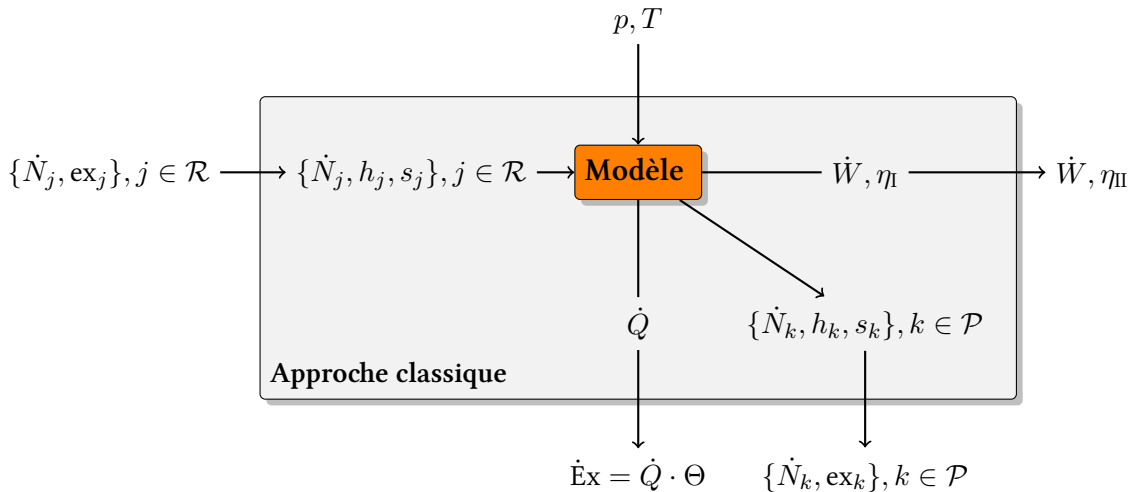 p, T
{Ṅ_j, ex_j}, j ∈ ℛ
{Ṅ_j, h_j, s_j}, j ∈ ℛ
Modèle
Ẇ, η_I
Ẇ, η_II
Q̇
{Ṅ_k, h_k, s_k}, k ∈ 𝒫
Approche classique
Ėx = Q̇ · Θ
{Ṅ_k, ex_k}, k ∈ 𝒫